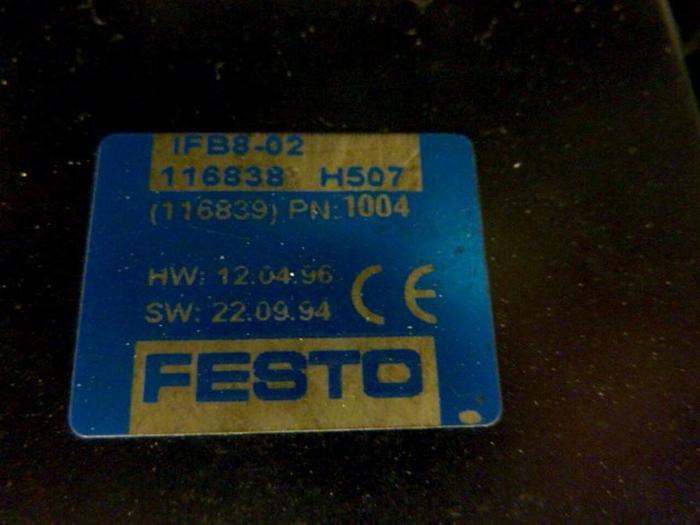 IFB8-02
116838 H507
(116839) PN: 1004
HW: 12.04.96
SW: 22.09.94
CE
FESTO